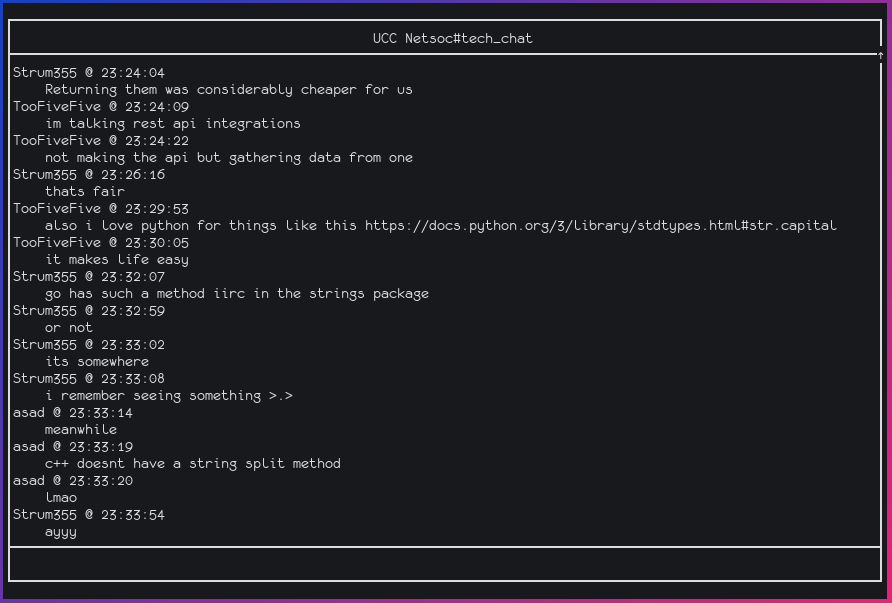 UCC Netsoc#tech_chat
↑
Strum355 @ 23:24:04
Returning them was considerably cheaper for us
TooFiveFive @ 23:24:09
im talking rest api integrations
TooFiveFive @ 23:24:22
not making the api but gathering data from one
Strum355 @ 23:26:16
thats fair
TooFiveFive @ 23:29:53
also i love python for things like this https://docs.python.org/3/library/stdtypes.html#str.capital
TooFiveFive @ 23:30:05
it makes life easy
Strum355 @ 23:32:07
go has such a method iirc in the strings package
Strum355 @ 23:32:59
or not
Strum355 @ 23:33:02
its somewhere
Strum355 @ 23:33:08
i remember seeing something >.>
asad @ 23:33:14
meanwhile
asad @ 23:33:19
c++ doesnt have a string split method
asad @ 23:33:20
lmao
Strum355 @ 23:33:54
ayyy